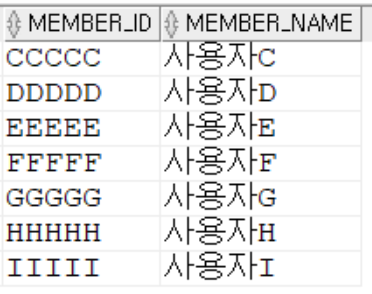 MEMBER_ID MEMBER_NAME
CCCCC 사용자C
DDDDD 사용자D
EEEEE 사용자E
FFFFF 사용자F
GGGGG 사용자G
HHHHH 사용자H
IIIII 사용자I